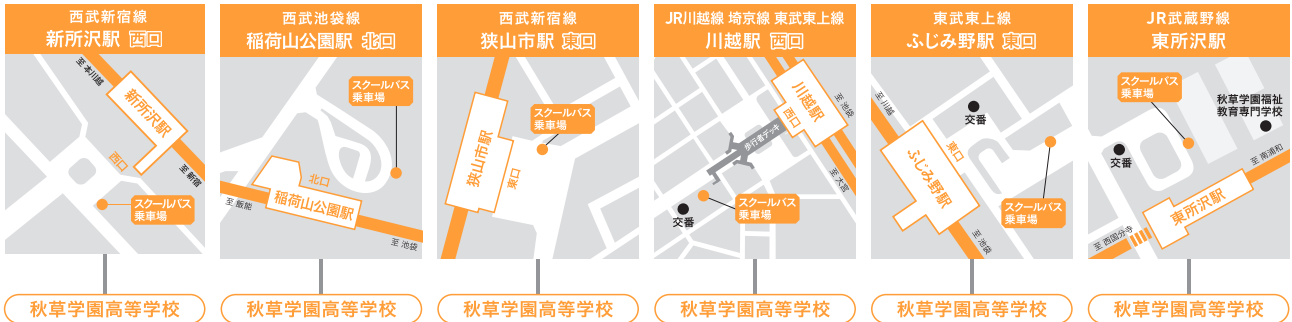 西武新宿線
新所沢駅 西口
至本川越
新所沢駅
西口
至新宿
スクールバス
乗車場
秋草学園高等学校
西武池袋線
稲荷山公園駅 北口
スクールバス
乗車場
北口
稲荷山公園駅
至飯能
至池袋
秋草学園高等学校
西武新宿線
狭山市駅 東口
スクールバス
乗車場
狭山市駅
東口
秋草学園高等学校
JR川越線 埼京線 東武東上線
川越駅 西口
川越駅
西口
至池袋
歩行者デッキ
至大宮
スクールバス
乗車場
交番
秋草学園高等学校
東武東上線
ふじみ野駅 東口
至川越
交番
東口
ふじみ野駅
スクールバス
乗車場
至池袋
秋草学園高等学校
JR武蔵野線
東所沢駅
スクールバス
乗車場
秋草学園福祉
教育専門学校
交番
至南浦和
東所沢駅
至西国分寺
秋草学園高等学校